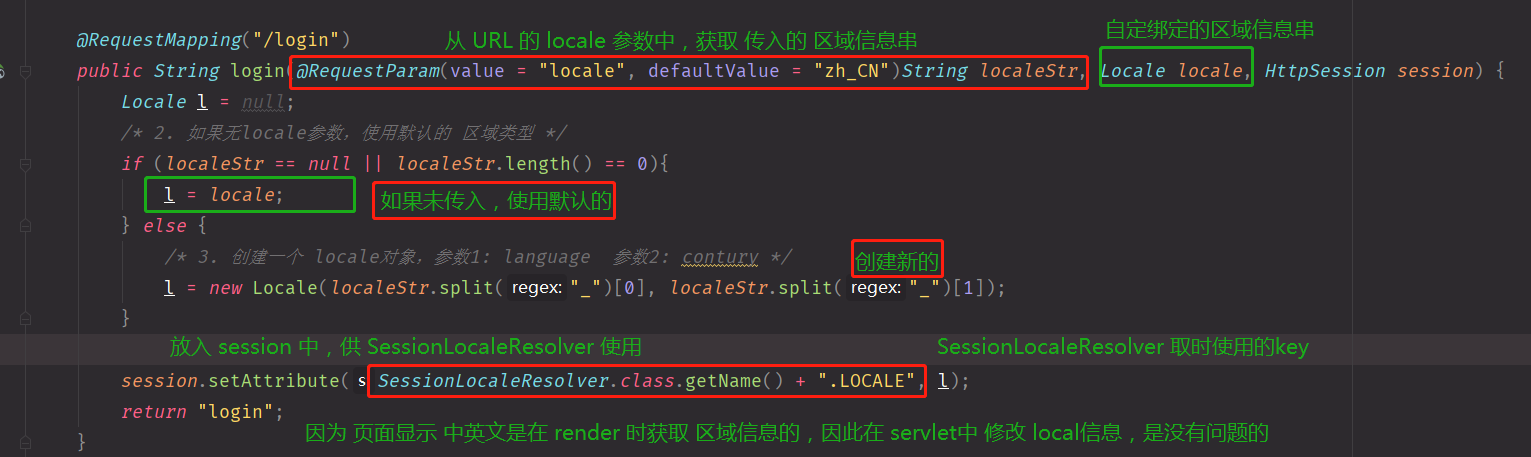 @RequestMapping("/login")
从 URL 的 locale 参数中，获取 传入的 区域信息串
自定绑定的区域信息串
public String login(@RequestParam(value = "locale", defaultValue = "zh_CN")String localeStr, Locale locale, HttpSession session) {
Locale l = null;
/* 2. 如果无locale参数，使用默认的 区域类型 */
if (localeStr == null || localeStr.length() == 0){
l = locale;
如果未传入，使用默认的
} else {
/* 3. 创建一个 locale对象，参数1: language 参数2: contury */
创建新的
l = new Locale(localeStr.split( regex: "_")[0], localeStr.split( regex: "_")[1]);
}
放入 session 中，供 SessionLocaleResolver 使用
SessionLocaleResolver 取时使用的key
session.setAttribute( s SessionLocaleResolver.class.getName() + ".LOCALE", l);
return "login";
因为 页面显示 中英文是在 render 时获取 区域信息的，因此在 servlet中 修改 local信息，是没有问题的
}